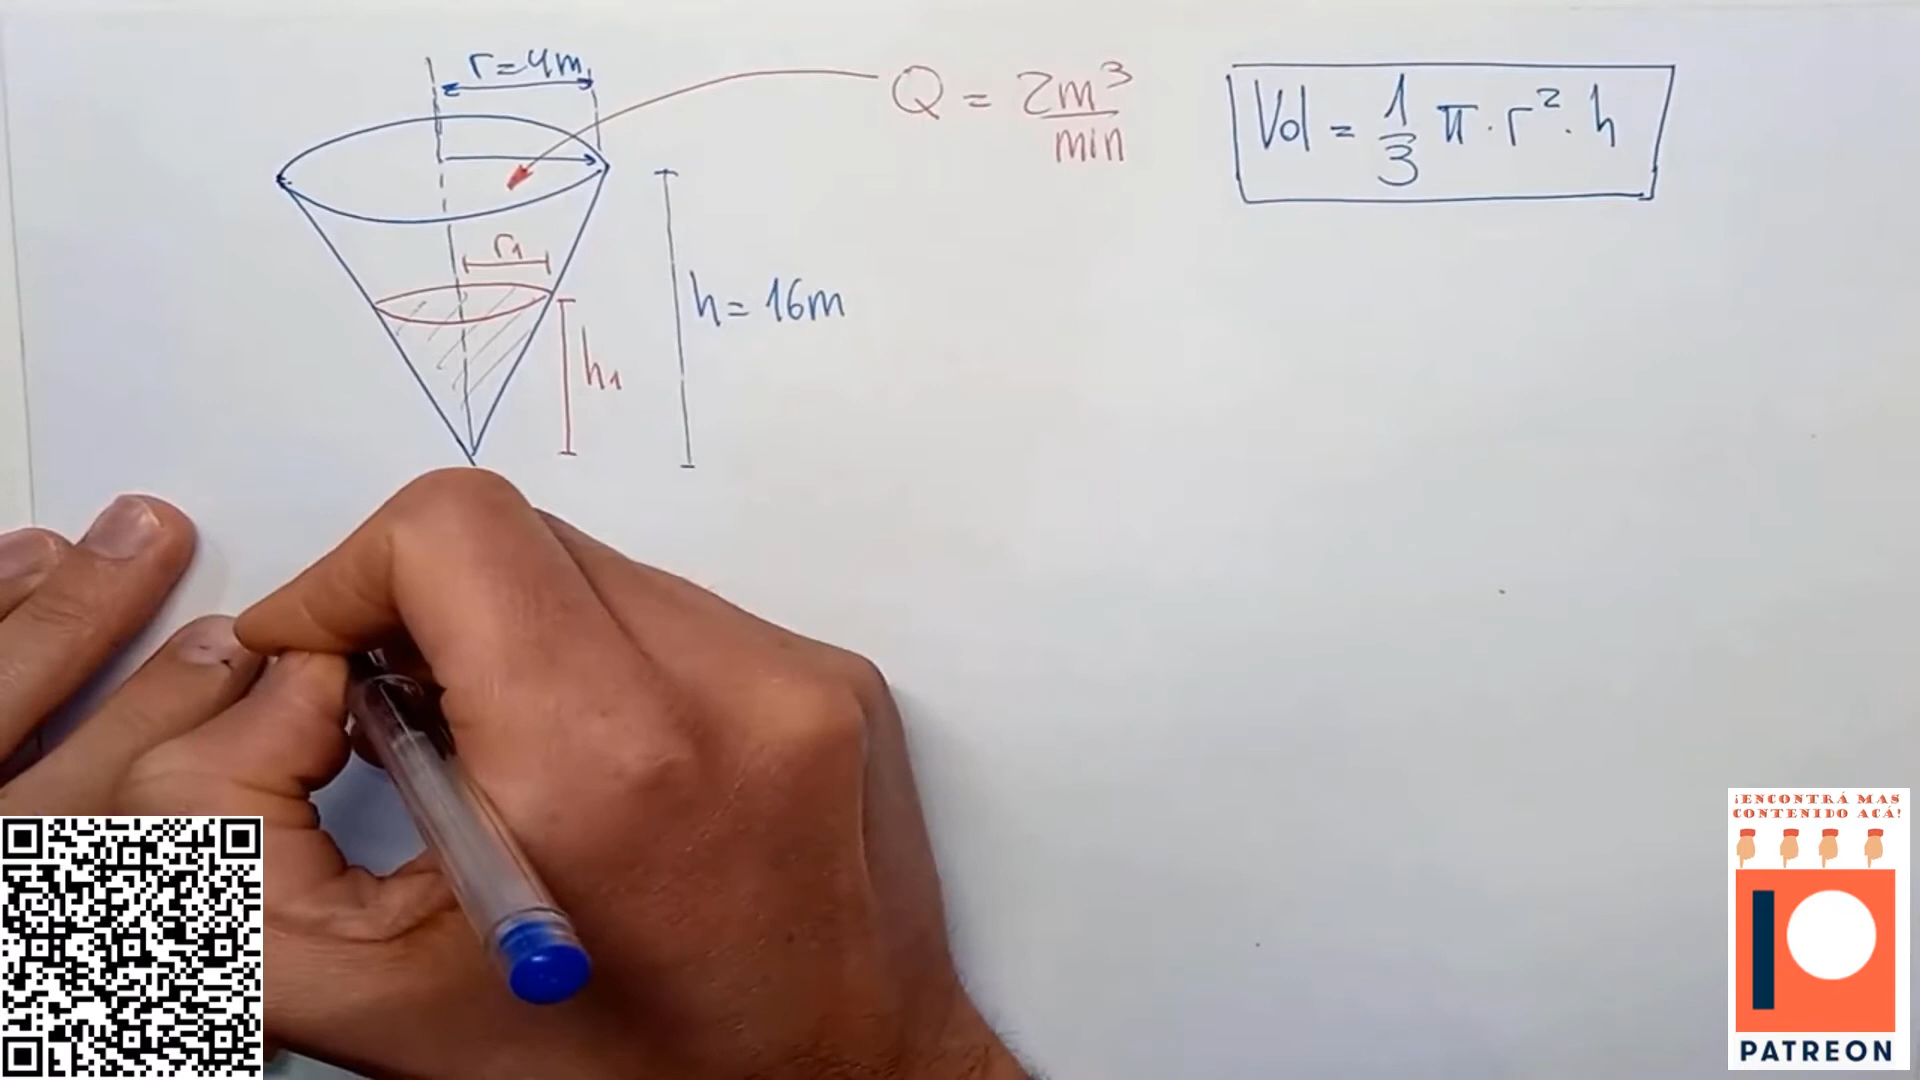 r=4m
Q = 2m³/min
Vol = 1/3 π·r²·h
r₁
h = 16m
h₁
¡ENCONTRÁ MAS
CONTENIDO ACÁ!
PATREON